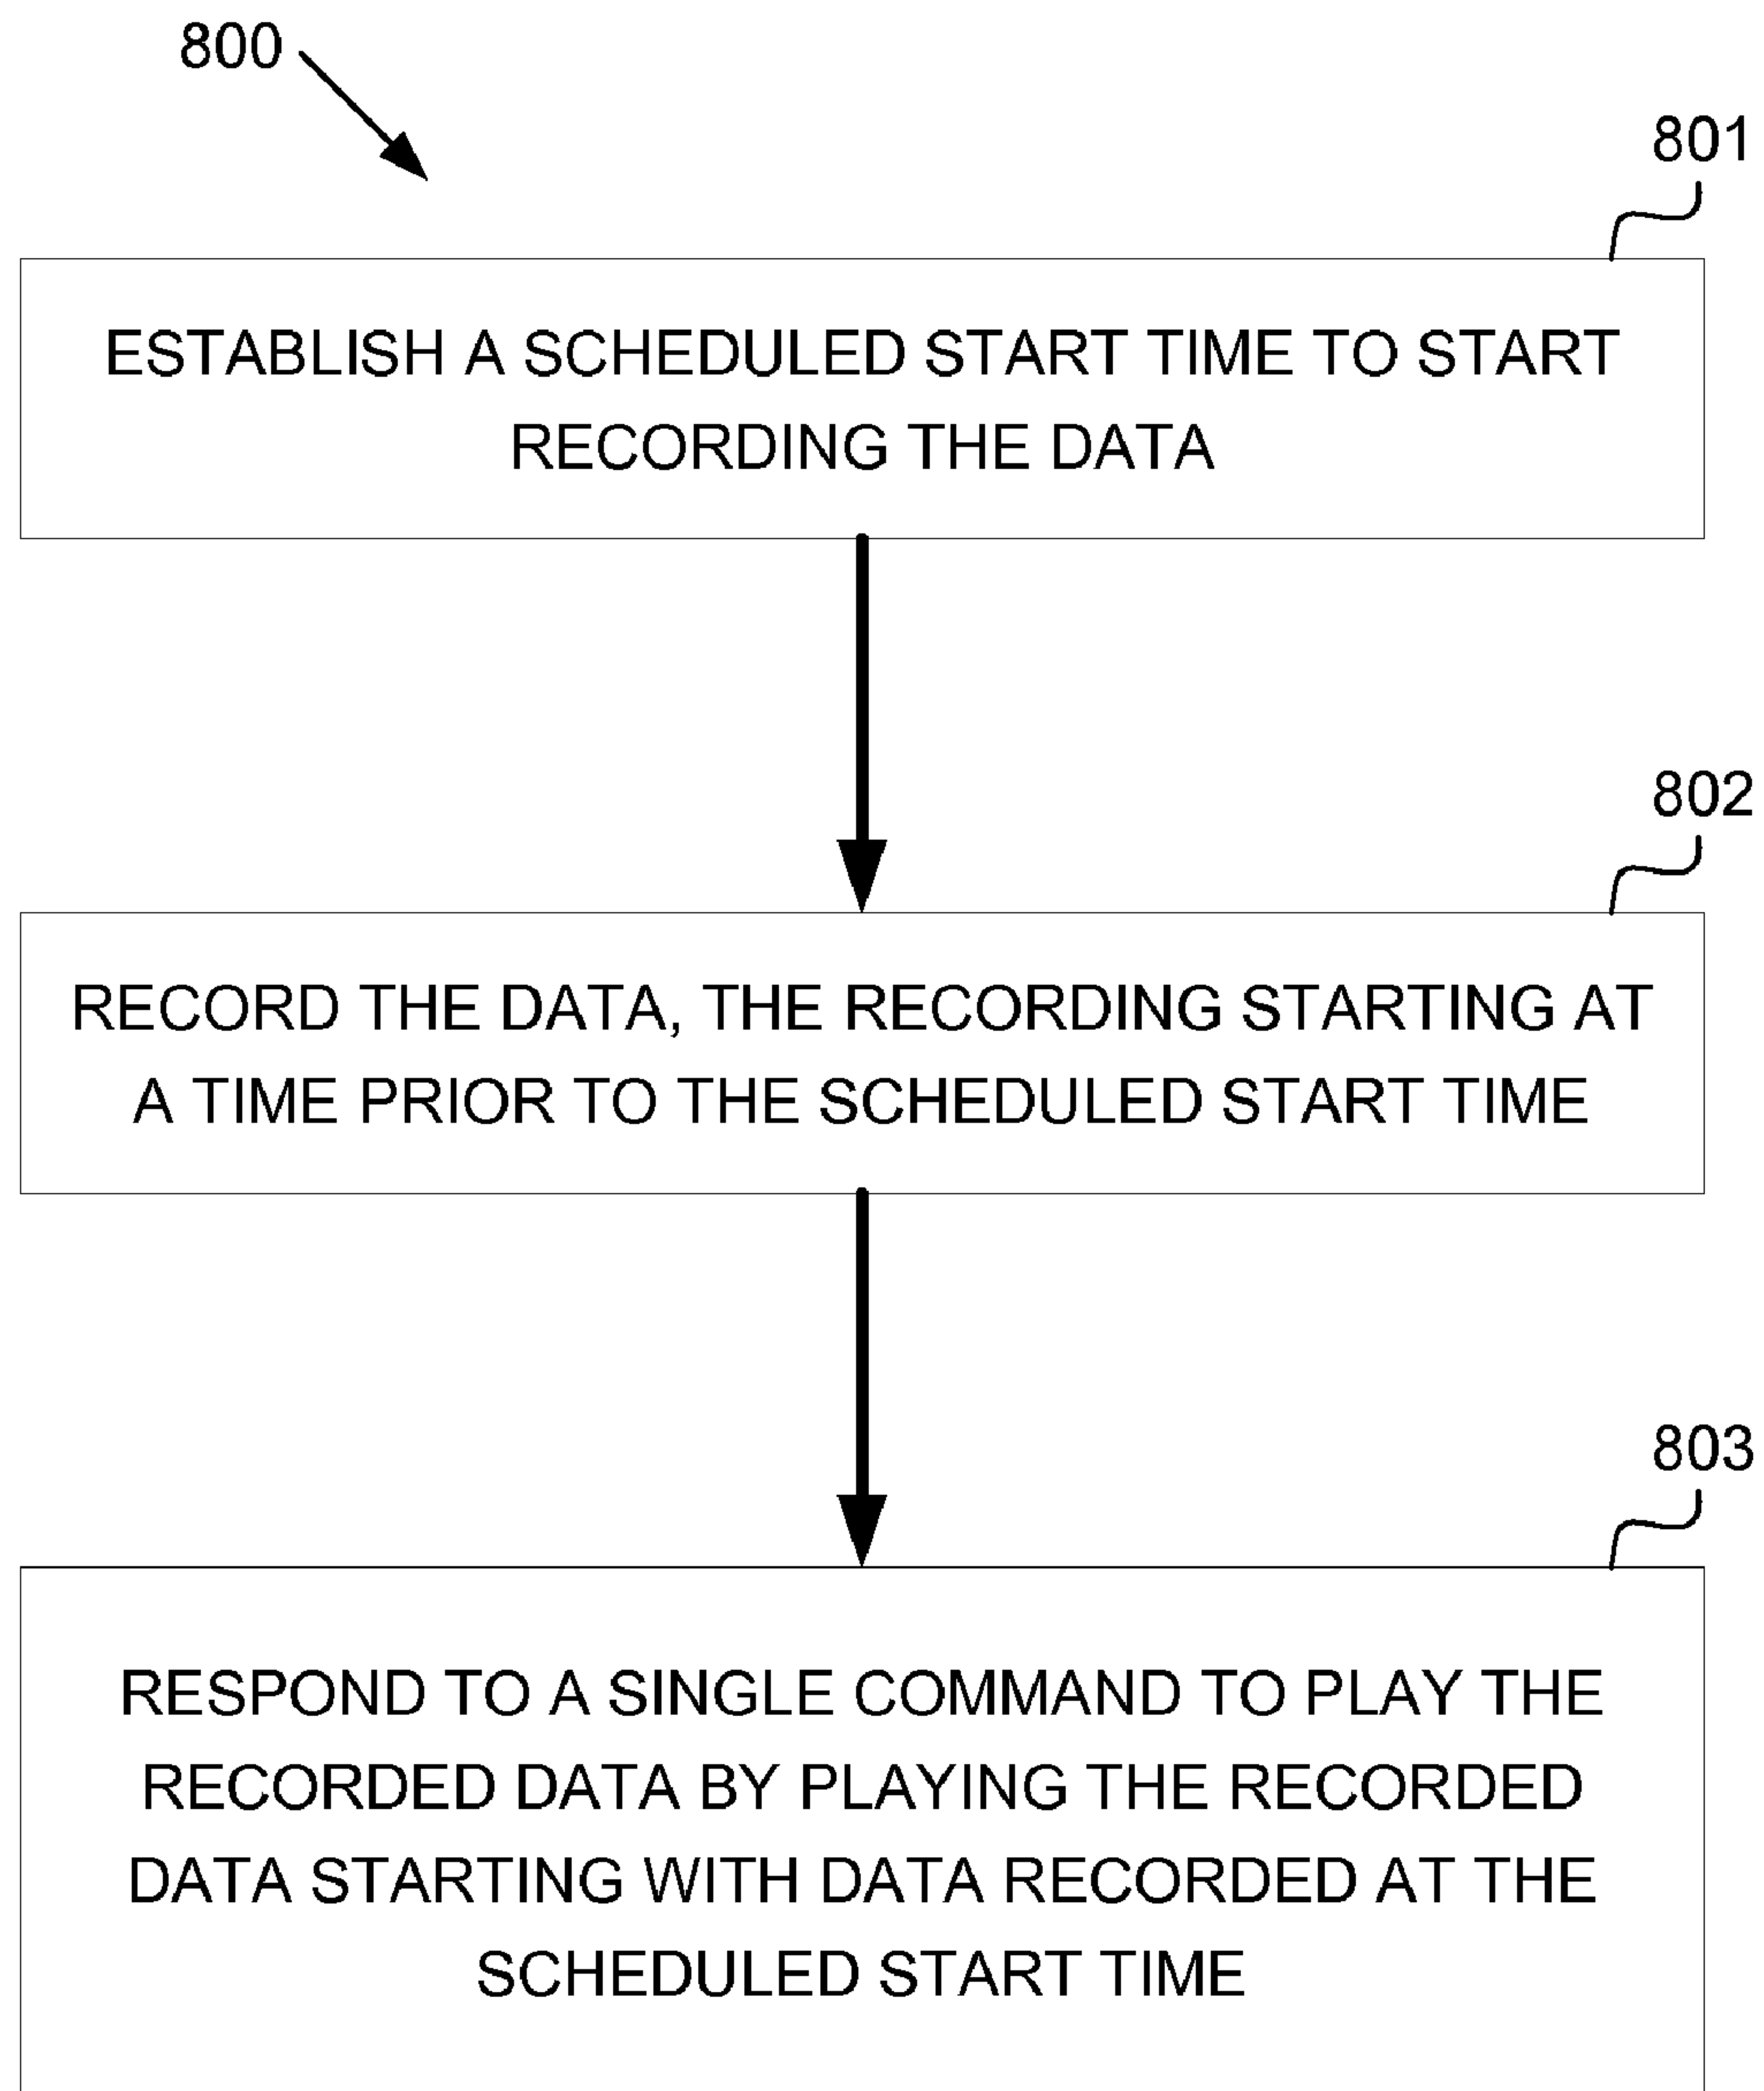 800
801
ESTABLISH A SCHEDULED START TIME TO START
RECORDING THE DATA
802
RECORD THE DATA, THE RECORDING STARTING AT
A TIME PRIOR TO THE SCHEDULED START TIME
803
RESPOND TO A SINGLE COMMAND TO PLAY THE
RECORDED DATA BY PLAYING THE RECORDED
DATA STARTING WITH DATA RECORDED AT THE
SCHEDULED START TIME